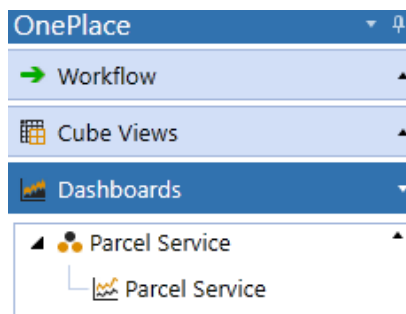 OnePlace
Workflow
Cube Views
Dashboards
Parcel Service
Parcel Service